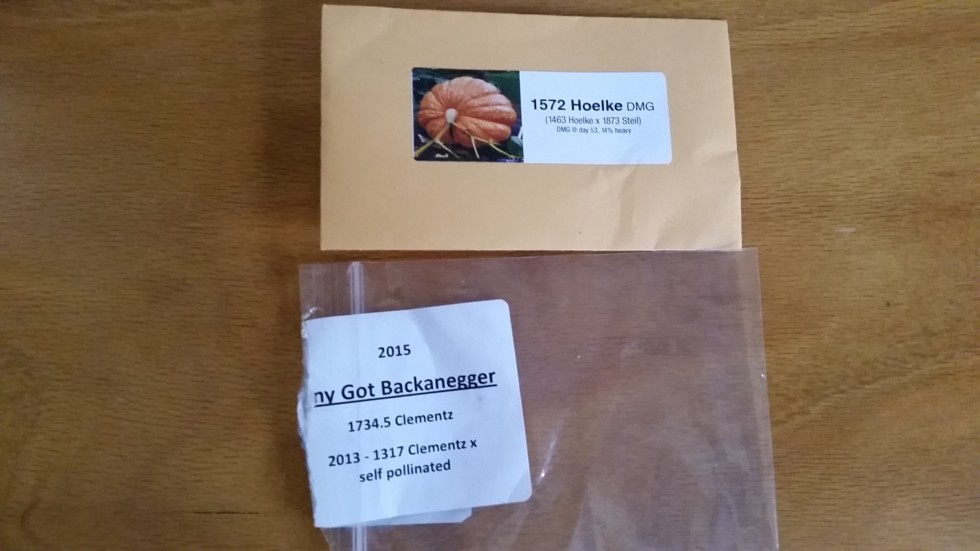 1572 Hoelke DMG
(1463 Hoelke x 1873 Steil)
DMG @ day 53, 14% heavy
2015
ny Got Backanegger
1734.5 Clementz
2013 - 1317 Clementz x
self pollinated